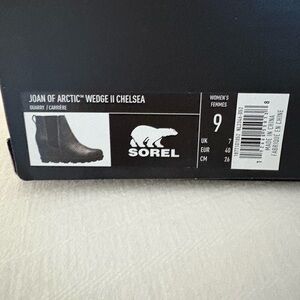 JOAN OF ARCTIC™ WEDGE II CHELSEA
QUARRY / CARRIÈRE
SOREL
WOMEN'S
FEMMES
9
UK 7
EUR 40
CM 26
MADE IN CHINA
FABRIQUÉ EN CHINE